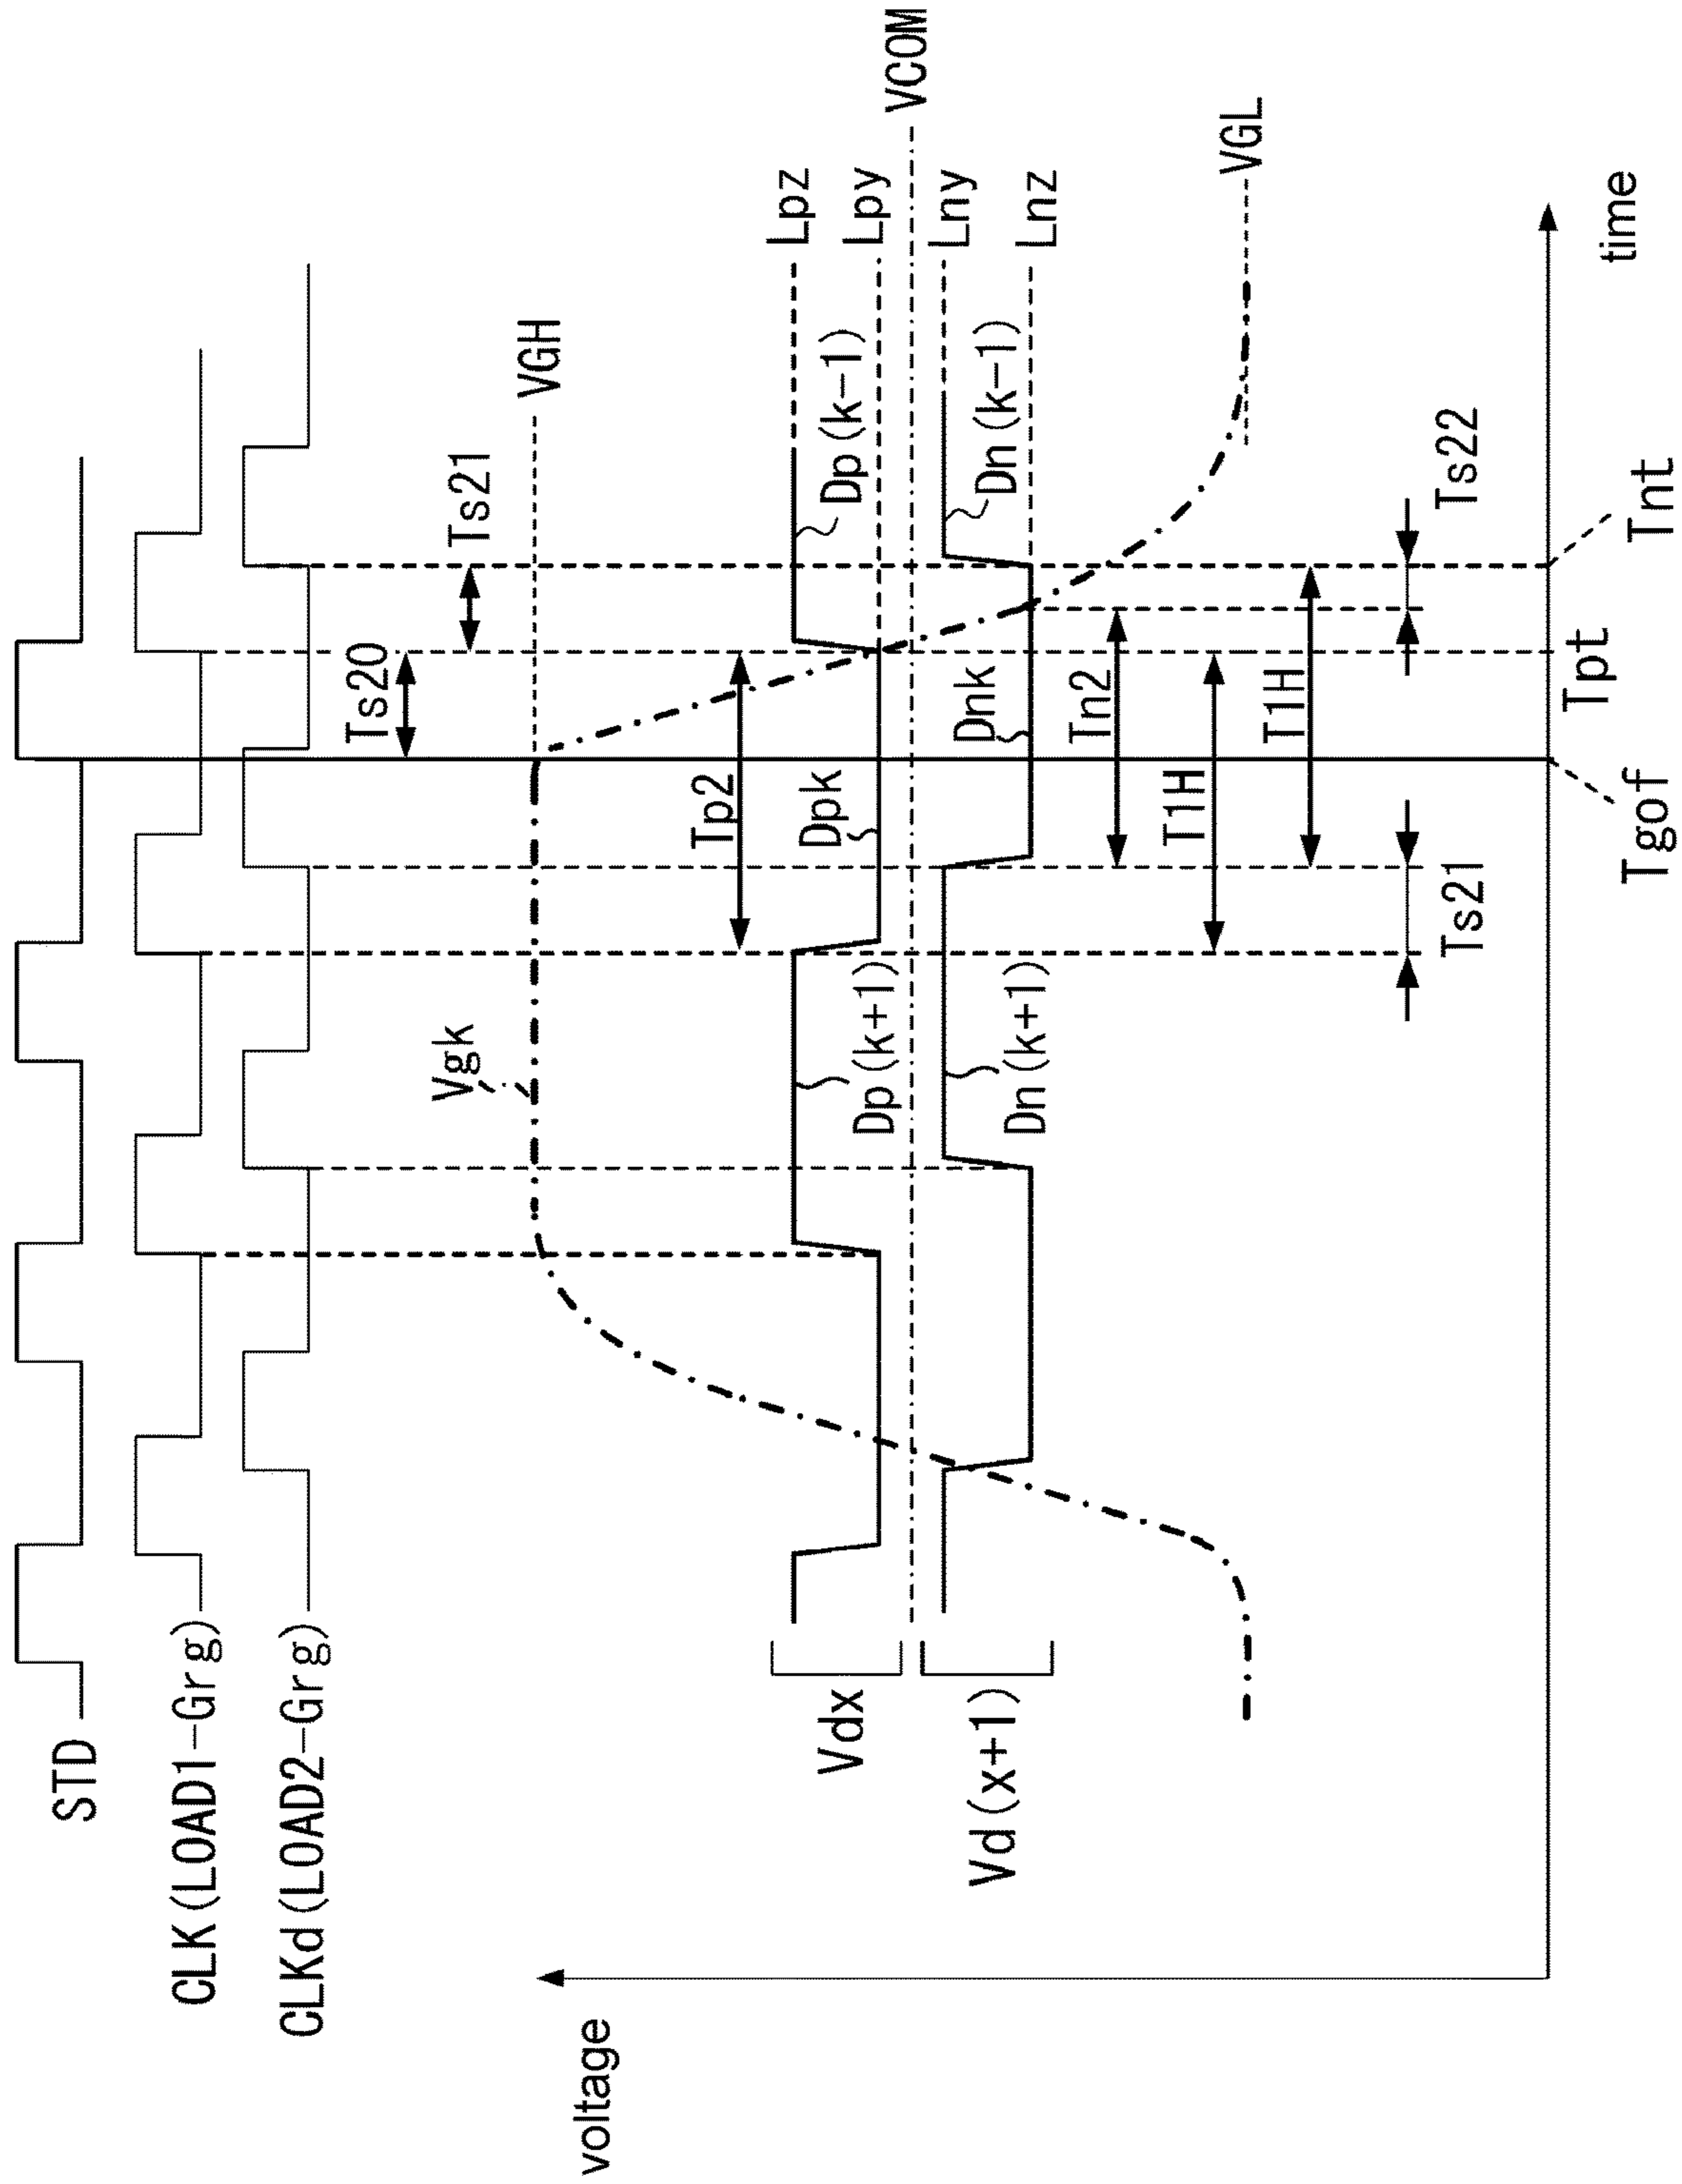 STD
CLK(LOAD1-Grg)
CLKd(LOAD2-Grg)
voltage
VGH
Vgk
Ts20
Ts21
Tp2
Vdx
Dp(k+1)
Dpk
Dp(k-1)
Lpz
Lpy
VCOM
Vd(x+1)
Dn(k+1)
Dnk
Dn(k-1)
Lny
Lnz
Tn2
T1H
T1H
VGL
Ts21
Ts22
Tgof
Tpt
Tnt
time